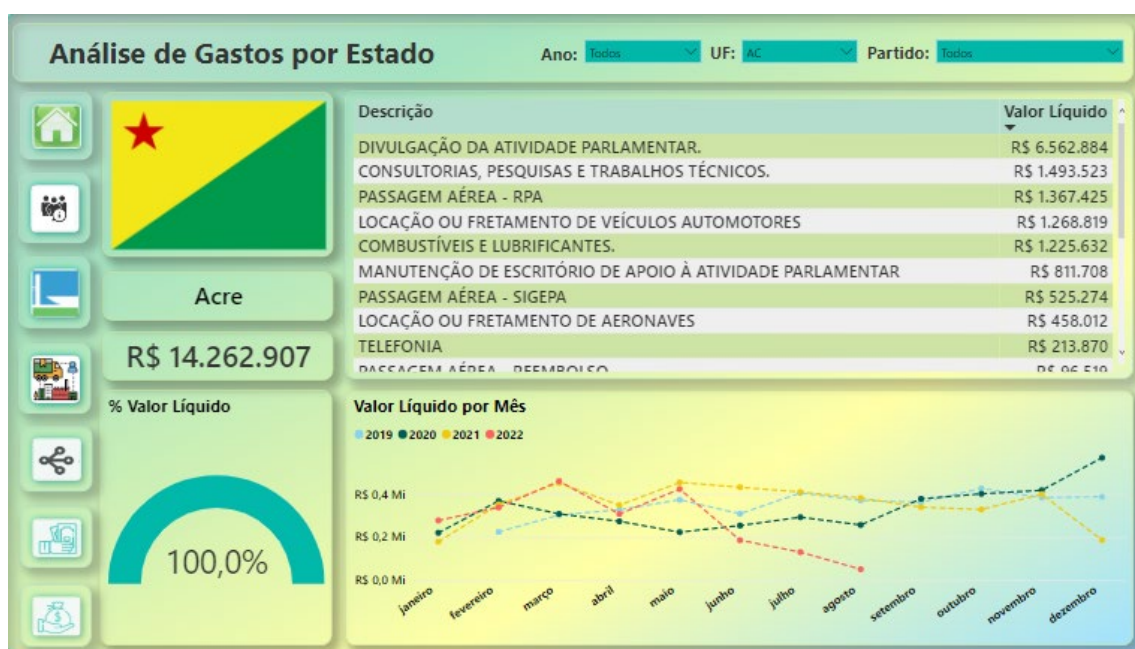 Análise de Gastos por Estado Ano: Todos UF: AC Partido: Todos
Descrição Valor Líquido
DIVULGAÇÃO DA ATIVIDADE PARLAMENTAR. R$ 6.562.884
CONSULTORIAS, PESQUISAS E TRABALHOS TÉCNICOS. R$ 1.493.523
PASSAGEM AÉREA - RPA R$ 1.367.425
LOCAÇÃO OU FRETAMENTO DE VEÍCULOS AUTOMOTORES R$ 1.268.819
COMBUSTÍVEIS E LUBRIFICANTES. R$ 1.225.632
MANUTENÇÃO DE ESCRITÓRIO DE APOIO À ATIVIDADE PARLAMENTAR R$ 811.708
PASSAGEM AÉREA - SIGEPA R$ 525.274
LOCAÇÃO OU FRETAMENTO DE AERONAVES R$ 458.012
TELEFONIA R$ 213.870
PASSAGEM AÉREA - REEMBOLSO R$ 96.519
Acre
R$ 14.262.907
% Valor Líquido
100,0%
Valor Líquido por Mês
2019 2020 2021 2022
R$ 0,4 Mi
R$ 0,2 Mi
R$ 0,0 Mi
janeiro fevereiro março abril maio junho julho agosto setembro outubro novembro dezembro